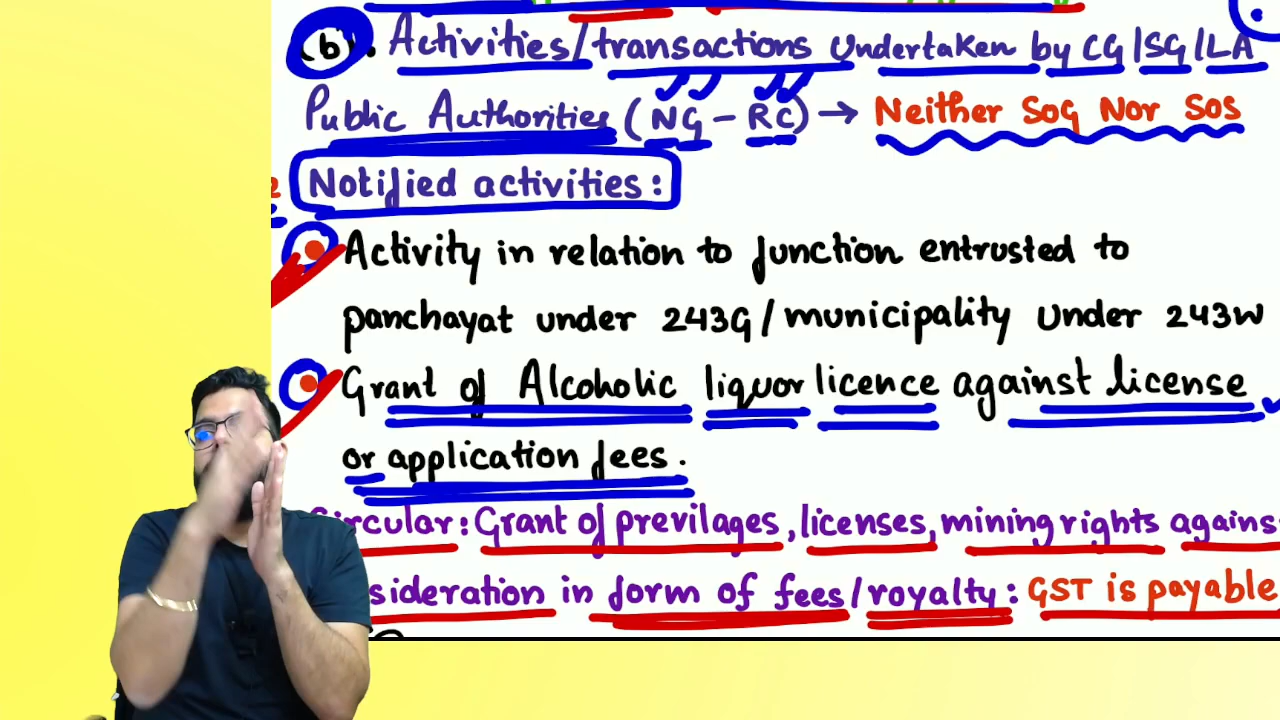 (b). Activities/transactions undertaken by CG/SG/LA
Public Authorities (NG - RC) → Neither SOG Nor SOS
Notified activities:
Activity in relation to function entrusted to
panchayat under 243G/municipality under 243W
Grant of Alcoholic liquor licence against license
or application fees.
Circular: Grant of previlages, licenses, mining rights agains
sideration in form of fees/royalty: GST is payable